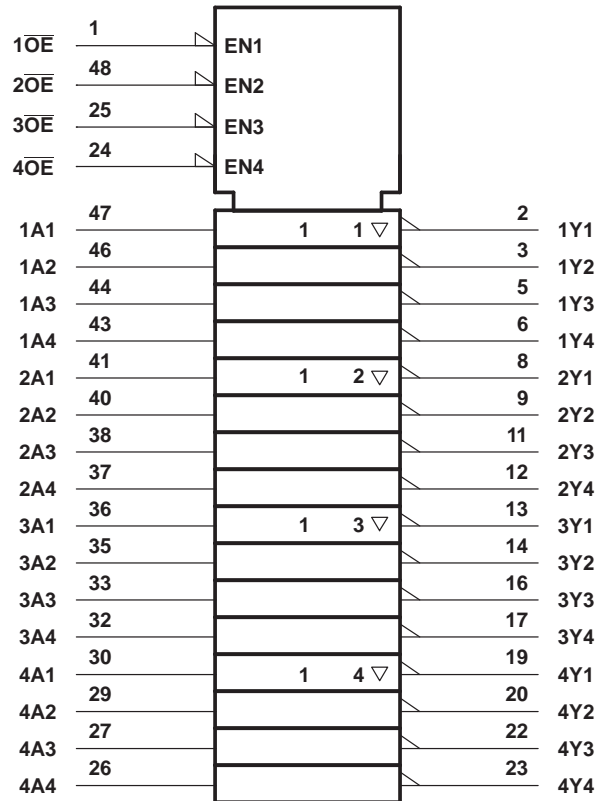 1O̅E̅ 1 EN1
2O̅E̅ 48 EN2
3O̅E̅ 25 EN3
4O̅E̅ 24 EN4
1A1 47 1 1 ▽ 2 1Y1
1A2 46 3 1Y2
1A3 44 5 1Y3
1A4 43 6 1Y4
2A1 41 1 2 ▽ 8 2Y1
2A2 40 9 2Y2
2A3 38 11 2Y3
2A4 37 12 2Y4
3A1 36 1 3 ▽ 13 3Y1
3A2 35 14 3Y2
3A3 33 16 3Y3
3A4 32 17 3Y4
4A1 30 1 4 ▽ 19 4Y1
4A2 29 20 4Y2
4A3 27 22 4Y3
4A4 26 23 4Y4